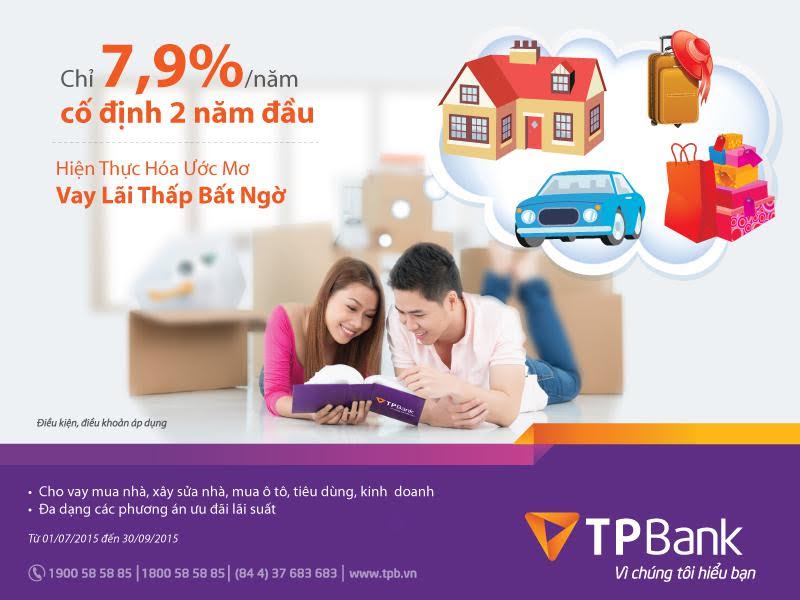 Chỉ 7,9%/năm
cố định 2 năm đầu
Hiện Thực Hóa Ước Mơ
Vay Lãi Thấp Bất Ngờ
TPBank
Điều kiện, điều khoản áp dụng
• Cho vay mua nhà, xây sửa nhà, mua ô tô, tiêu dùng, kinh doanh
• Đa dạng các phương án ưu đãi lãi suất
Từ 01/07/2015 đến 30/09/2015
1900 58 58 85 | 1800 58 58 85 | (84 4) 37 683 683 | www.tpb.vn
TPBank
Vì chúng tôi hiểu bạn